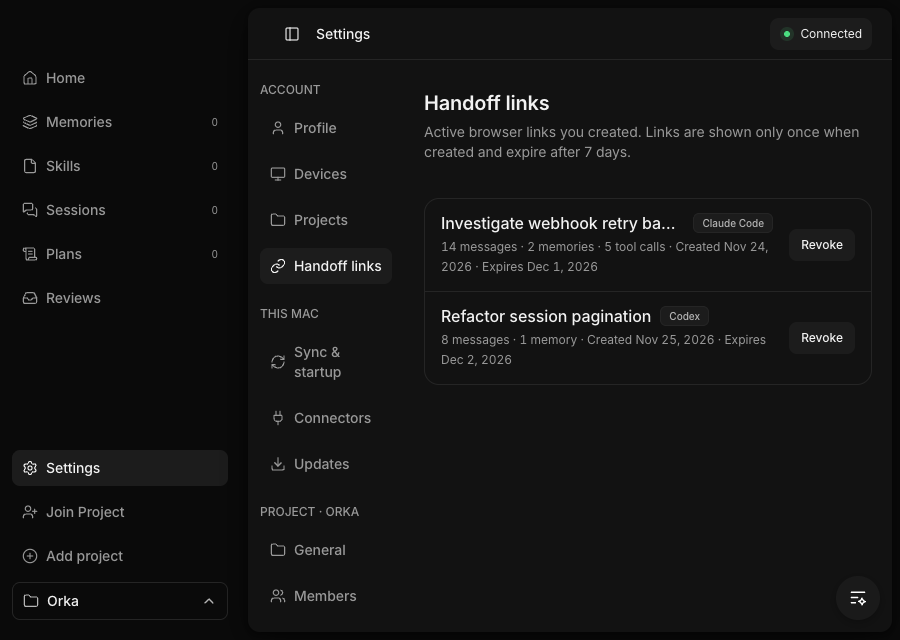 Home
Memories 0
Skills 0
Sessions 0
Plans 0
Reviews
Settings
Join Project
Add project
Orka
Settings
Connected
ACCOUNT
Profile
Devices
Projects
Handoff links
THIS MAC
Sync &
startup
Connectors
Updates
PROJECT · ORKA
General
Members
Handoff links
Active browser links you created. Links are shown only once when
created and expire after 7 days.
Investigate webhook retry ba... Claude Code
14 messages · 2 memories · 5 tool calls · Created Nov 24,
2026 · Expires Dec 1, 2026
Revoke
Refactor session pagination Codex
8 messages · 1 memory · Created Nov 25, 2026 · Expires
Dec 2, 2026
Revoke